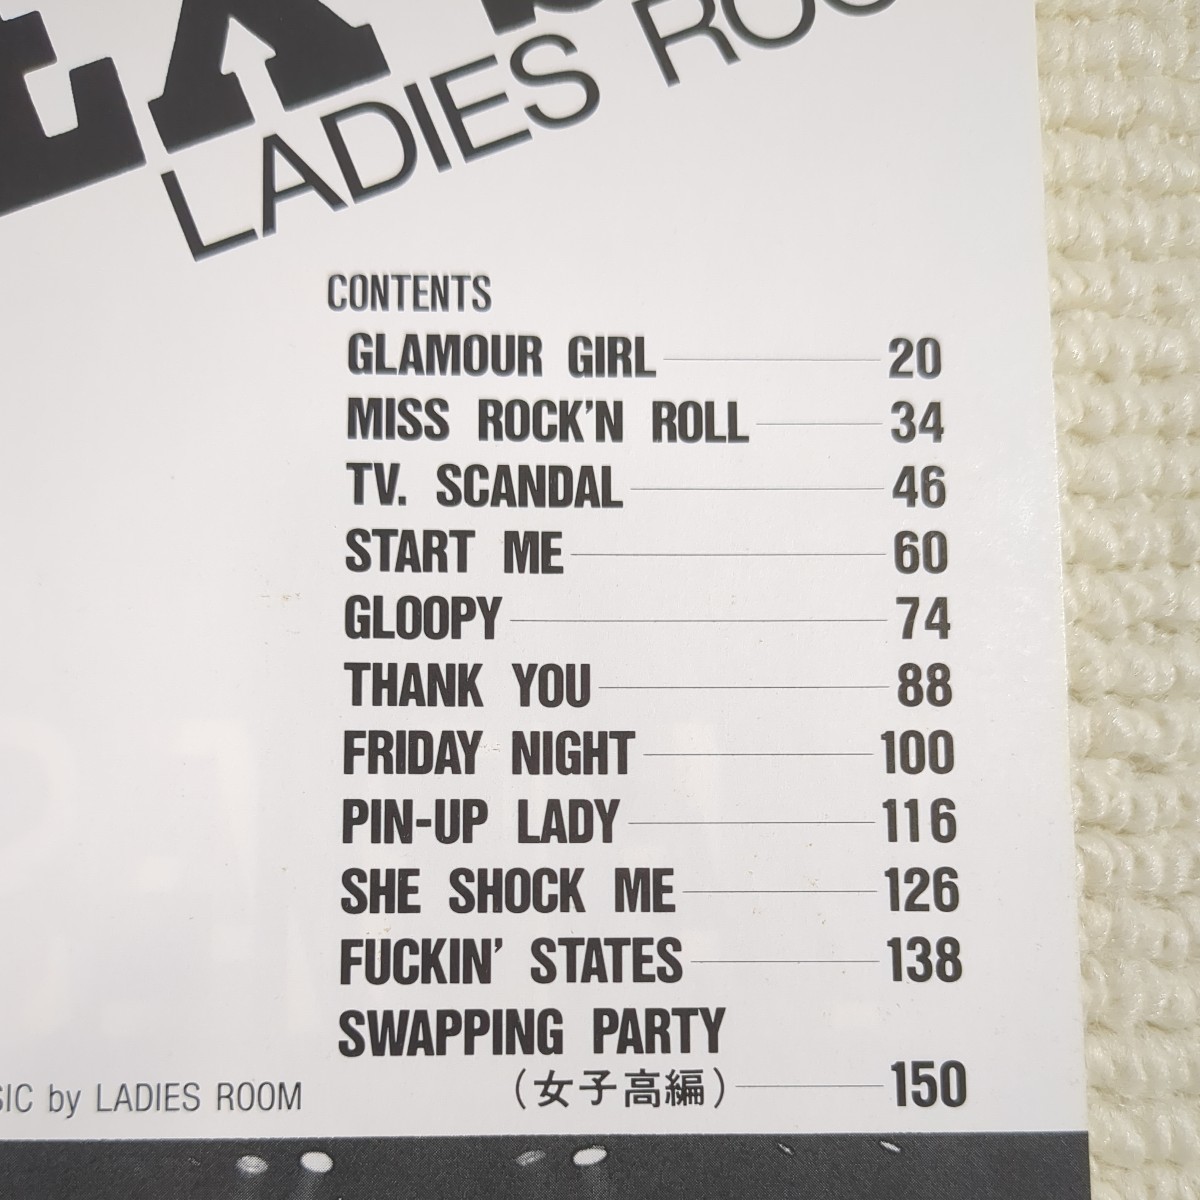 LADIES ROO
CONTENTS
GLAMOUR GIRL 20
MISS ROCK'N ROLL 34
TV. SCANDAL 46
START ME 60
GLOOPY 74
THANK YOU 88
FRIDAY NIGHT 100
PIN-UP LADY 116
SHE SHOCK ME 126
FUCKIN' STATES 138
SWAPPING PARTY
(女子高編) 150
SIC by LADIES ROOM